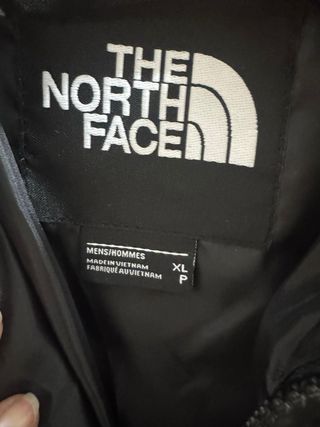 THE
NORTH
FACE
MENS/HOMMES
MADE IN VIETNAM
FABRIQUÉ AU VIETNAM
XL
P